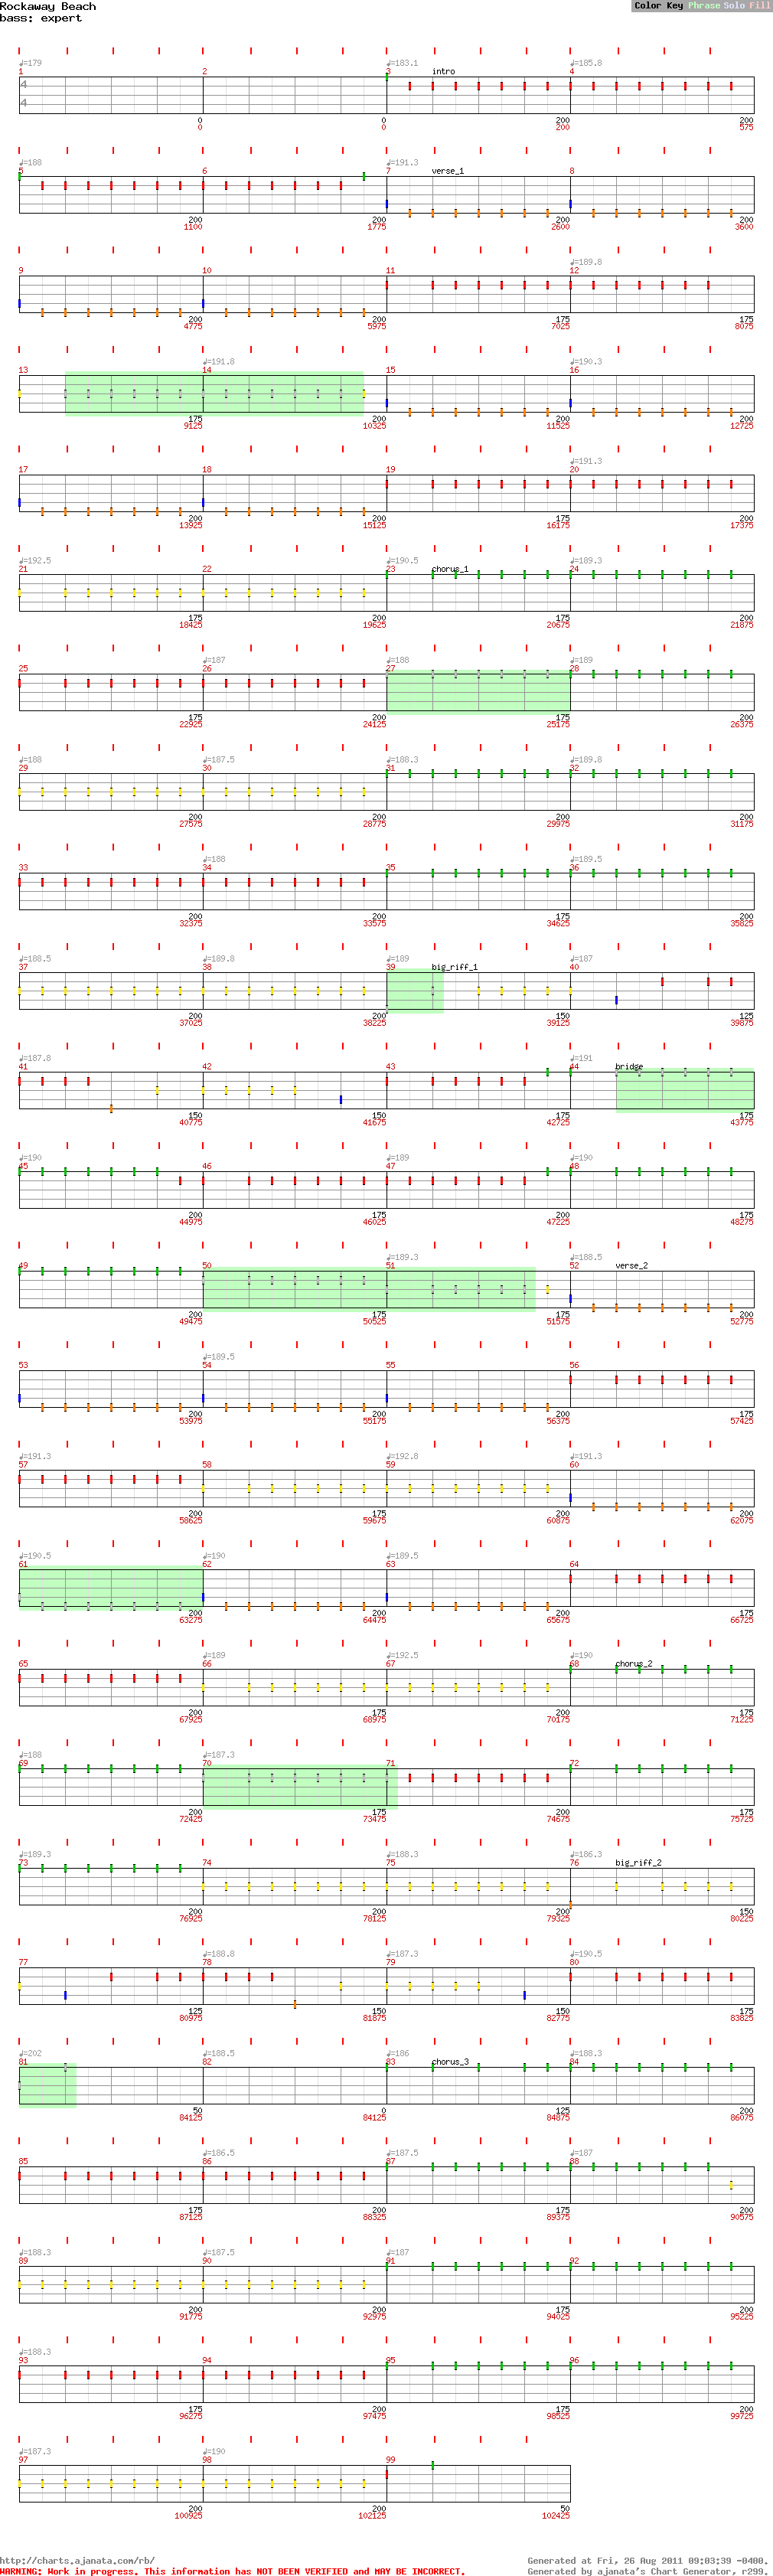 Rockaway Beach
bass: expert
Color Key Phrase Solo Fill
♩=179 ♩=183.1 ♩=185.8
1 2 3 intro 4
4
4
0 0 200 200
0 0 200 575
♩=188 ♩=191.3
5 6 7 verse_1 8
200 200 200 200
1100 1775 2600 3600
♩=189.8
9 10 11 12
200 200 175 175
4775 5975 7025 8075
♩=191.8 ♩=190.3
13 14 15 16
175 200 200 200
9125 10325 11525 12725
♩=191.3
17 18 19 20
200 200 175 200
13925 15125 16175 17375
♩=192.5 ♩=190.5 ♩=189.3
21 22 23 chorus_1 24
175 200 175 200
18425 19625 20675 21875
♩=187 ♩=188 ♩=189
25 26 27 28
175 200 175 200
22925 24125 25175 26375
♩=188 ♩=187.5 ♩=188.3 ♩=189.8
29 30 31 32
200 200 200 200
27575 28775 29975 31175
♩=188 ♩=189.5
33 34 35 36
200 200 175 200
32375 33575 34625 35825
♩=188.5 ♩=189.8 ♩=189 ♩=187
37 38 39 big_riff_1 40
200 200 150 125
37025 38225 39125 39875
♩=187.8 ♩=191
41 42 43 44 bridge
150 150 175 175
40775 41675 42725 43775
♩=190 ♩=189 ♩=190
45 46 47 48
200 175 200 175
44975 46025 47225 48275
♩=189.3 ♩=188.5
49 50 51 52 verse_2
200 175 175 200
49475 50525 51575 52775
♩=189.5
53 54 55 56
200 200 200 175
53975 55175 56375 57425
♩=191.3 ♩=192.8 ♩=191.3
57 58 59 60
200 175 200 200
58625 59675 60875 62075
♩=190.5 ♩=190 ♩=189.5
61 62 63 64
200 200 200 175
63275 64475 65675 66725
♩=189 ♩=192.5 ♩=190
65 66 67 68 chorus_2
200 175 200 175
67925 68975 70175 71225
♩=188 ♩=187.3
69 70 71 72
200 175 200 175
72425 73475 74675 75725
♩=189.3 ♩=188.3 ♩=186.3
73 74 75 76 big_riff_2
200 200 200 150
76925 78125 79325 80225
♩=188.8 ♩=187.3 ♩=190.5
77 78 79 80
125 150 150 175
80975 81875 82775 83825
♩=202 ♩=188.5 ♩=186 ♩=188.3
81 82 83 chorus_3 84
50 0 125 200
84125 84125 84875 86075
♩=186.5 ♩=187.5 ♩=187
85 86 87 88
175 200 175 200
87125 88325 89375 90575
♩=188.3 ♩=187.5 ♩=187
89 90 91 92
200 200 175 200
91775 92975 94025 95225
♩=188.3
93 94 95 96
175 200 175 200
96275 97475 98525 99725
♩=187.3 ♩=190
97 98 99
200 200 50
100925 102125 102425
http://charts.ajanata.com/rb/
Generated at Fri, 26 Aug 2011 09:03:39 -0400.
WARNING: Work in progress. This information has NOT BEEN VERIFIED and MAY BE INCORRECT.
Generated by ajanata's Chart Generator, r299.